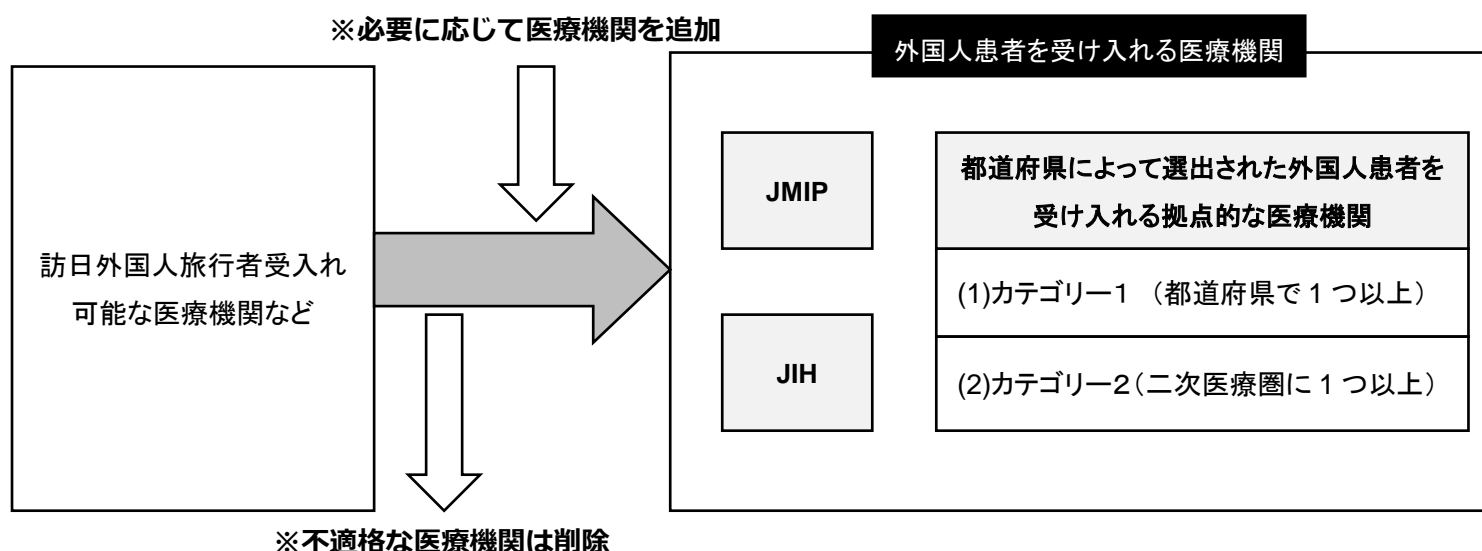 ※必要に応じて医療機関を追加
外国人患者を受け入れる医療機関
訪日外国人旅行者受入れ
可能な医療機関など
JMIP
JIH
都道府県によって選出された外国人患者を
受け入れる拠点的な医療機関
(1)カテゴリー1 （都道府県で 1 つ以上）
(2)カテゴリー2（二次医療圏に 1 つ以上）
※不適格な医療機関は削除